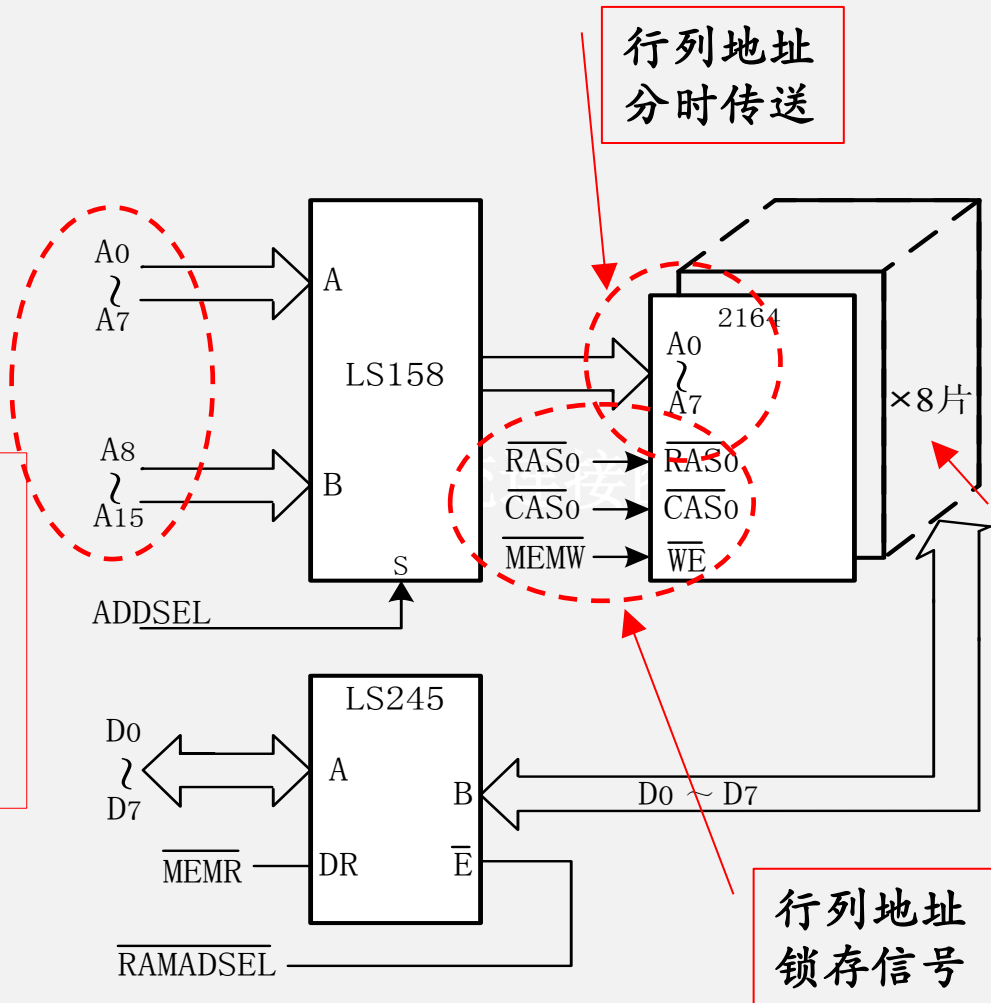 行列地址
分时传送
A0
~
A7
A
LS158
2164
A0
~
A7
×8片
A8
~
A15
B
RAS0
RAS0
CAS0
CAS0
MEMW
WE
S
ADDSEL
LS245
D0
~
D7
A
B
D0 ~ D7
MEMR
DR
E
RAMADSEL
行列地址
锁存信号